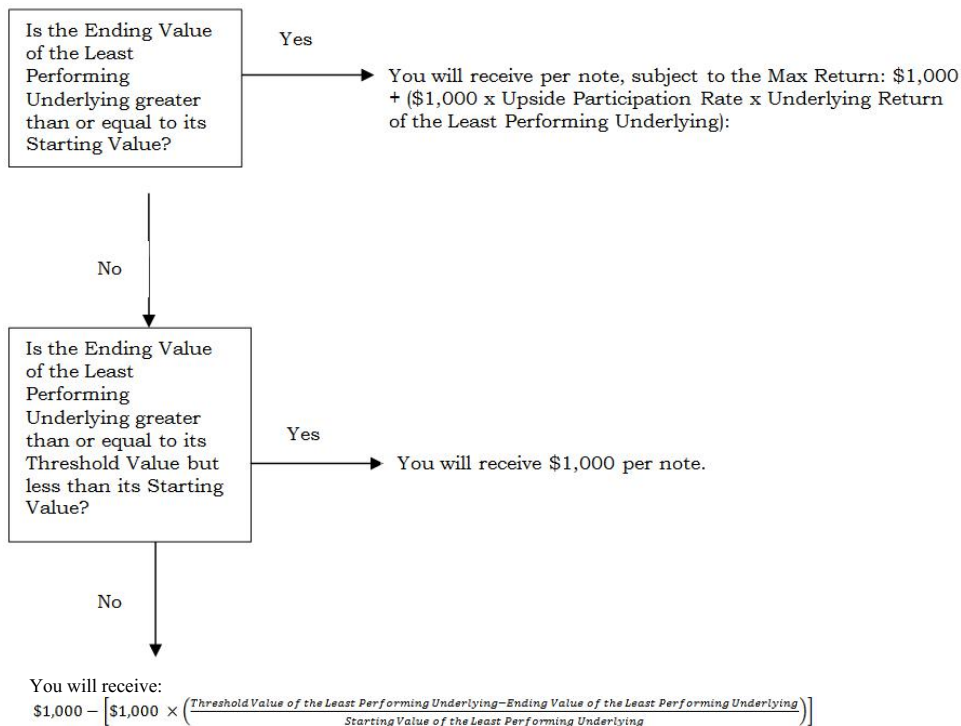 Is the Ending Value
of the Least
Performing
Underlying greater
than or equal to its
Starting Value?
Yes
You will receive per note, subject to the Max Return: $1,000
+ ($1,000 x Upside Participation Rate x Underlying Return
of the Least Performing Underlying):
No
Is the Ending Value
of the Least
Performing
Underlying greater
than or equal to its
Threshold Value but
less than its Starting
Value?
Yes
You will receive $1,000 per note.
No
You will receive:
$1,000 − [$1,000 × (Threshold Value of the Least Performing Underlying−Ending Value of the Least Performing Underlying
Starting Value of the Least Performing Underlying)]